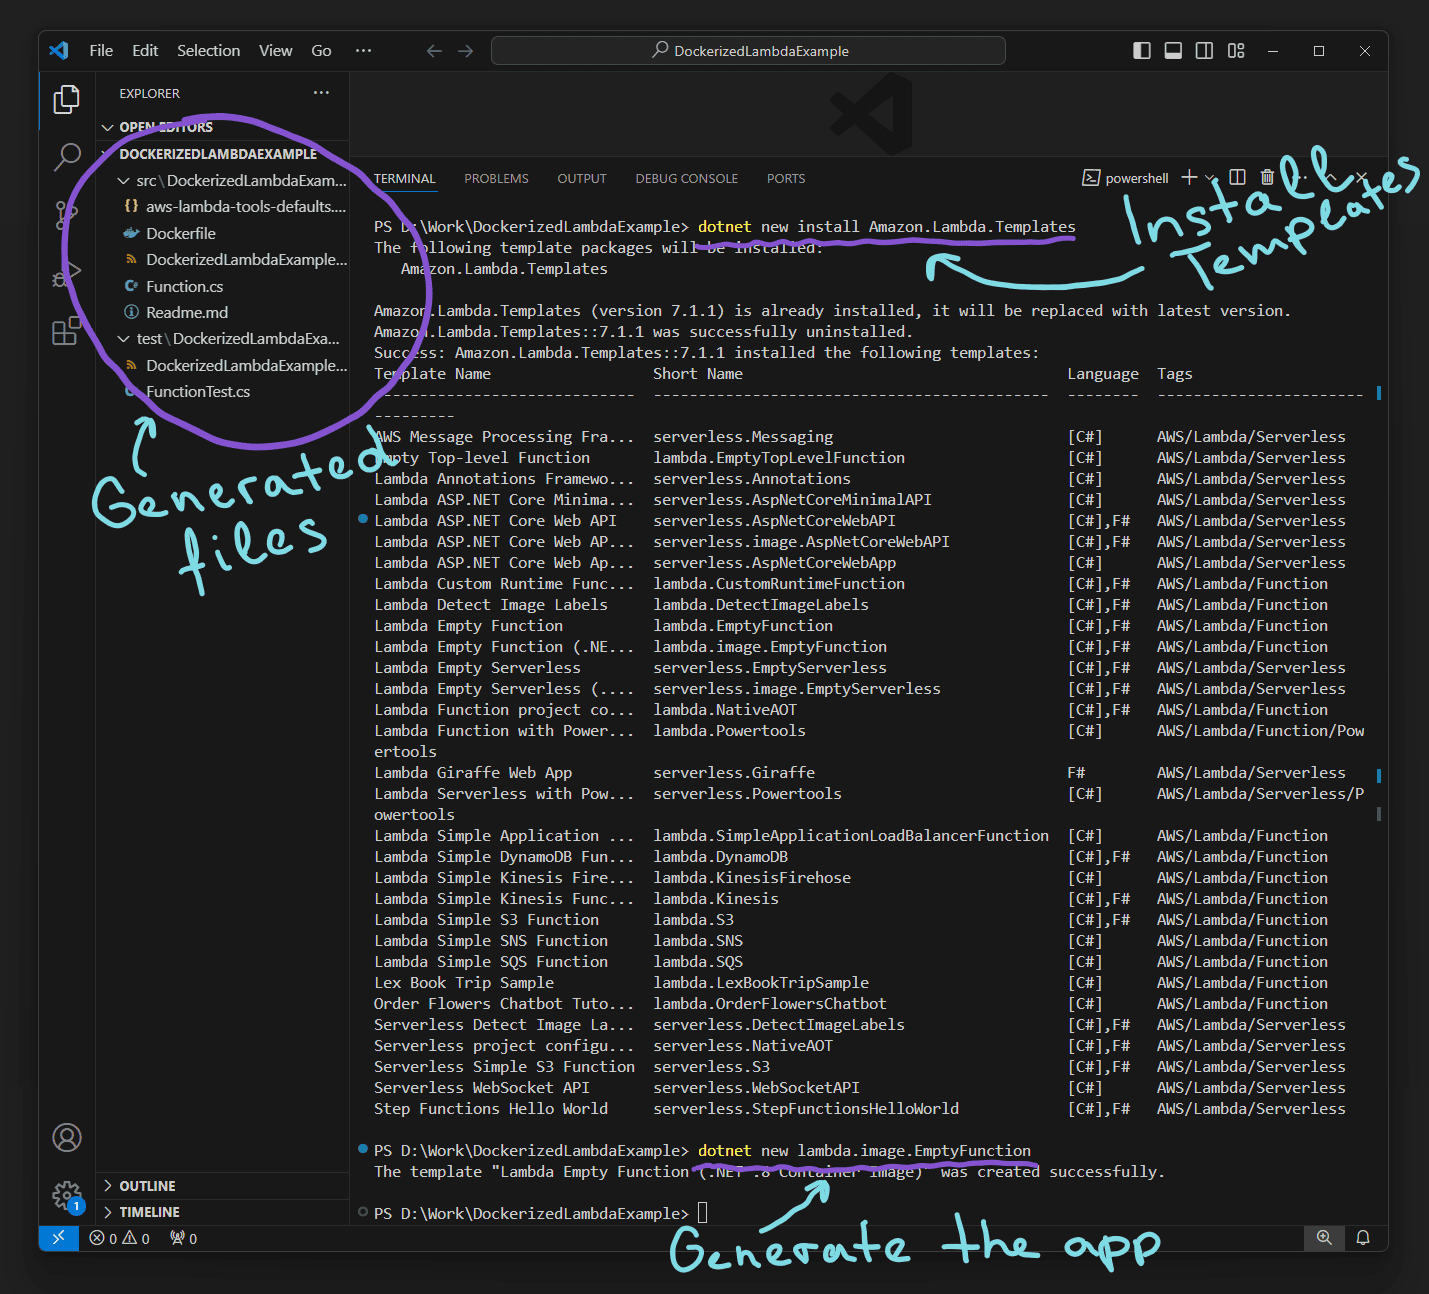 File Edit Selection View Go ···
DockerizedLambdaExample
EXPLORER ···
OPEN EDITORS
DOCKERIZEDLAMBDAEXAMPLE
src\DockerizedLambdaExam...
{} aws-lambda-tools-defaults....
Dockerfile
DockerizedLambdaExample...
C# Function.cs
Readme.md
test\DockerizedLambdaExa...
DockerizedLambdaExample...
FunctionTest.cs
Generated
files
OUTLINE
TIMELINE
TERMINAL PROBLEMS OUTPUT DEBUG CONSOLE PORTS
powershell
Install
Templates
PS D:\Work\DockerizedLambdaExample> dotnet new install Amazon.Lambda.Templates
The following template packages will be installed:
Amazon.Lambda.Templates
Amazon.Lambda.Templates (version 7.1.1) is already installed, it will be replaced with latest version.
Amazon.Lambda.Templates::7.1.1 was successfully uninstalled.
Success: Amazon.Lambda.Templates::7.1.1 installed the following templates:
Template Name Short Name Language Tags
----------------------------- -------------------------------------------- -------- -----------------------
---------
AWS Message Processing Fra... serverless.Messaging [C#] AWS/Lambda/Serverless
Empty Top-level Function lambda.EmptyTopLevelFunction [C#] AWS/Lambda/Serverless
Lambda Annotations Framewo... serverless.Annotations [C#] AWS/Lambda/Serverless
Lambda ASP.NET Core Minima... serverless.AspNetCoreMinimalAPI [C#] AWS/Lambda/Serverless
Lambda ASP.NET Core Web API serverless.AspNetCoreWebAPI [C#],F# AWS/Lambda/Serverless
Lambda ASP.NET Core Web AP... serverless.image.AspNetCoreWebAPI [C#],F# AWS/Lambda/Serverless
Lambda ASP.NET Core Web Ap... serverless.AspNetCoreWebApp [C#] AWS/Lambda/Serverless
Lambda Custom Runtime Func... lambda.CustomRuntimeFunction [C#],F# AWS/Lambda/Function
Lambda Detect Image Labels lambda.DetectImageLabels [C#],F# AWS/Lambda/Function
Lambda Empty Function lambda.EmptyFunction [C#],F# AWS/Lambda/Function
Lambda Empty Function (.NE... lambda.image.EmptyFunction [C#],F# AWS/Lambda/Function
Lambda Empty Serverless serverless.EmptyServerless [C#],F# AWS/Lambda/Serverless
Lambda Empty Serverless (.... serverless.image.EmptyServerless [C#],F# AWS/Lambda/Serverless
Lambda Function project co... lambda.NativeAOT [C#],F# AWS/Lambda/Function
Lambda Function with Power... lambda.Powertools [C#] AWS/Lambda/Function/Pow
ertools
Lambda Giraffe Web App serverless.Giraffe F# AWS/Lambda/Serverless
Lambda Serverless with Pow... serverless.Powertools [C#] AWS/Lambda/Serverless/P
owertools
Lambda Simple Application ... lambda.SimpleApplicationLoadBalancerFunction [C#] AWS/Lambda/Function
Lambda Simple DynamoDB Fun... lambda.DynamoDB [C#],F# AWS/Lambda/Function
Lambda Simple Kinesis Fire... lambda.KinesisFirehose [C#] AWS/Lambda/Function
Lambda Simple Kinesis Func... lambda.Kinesis [C#],F# AWS/Lambda/Function
Lambda Simple S3 Function lambda.S3 [C#],F# AWS/Lambda/Function
Lambda Simple SNS Function lambda.SNS [C#] AWS/Lambda/Function
Lambda Simple SQS Function lambda.SQS [C#] AWS/Lambda/Function
Lex Book Trip Sample lambda.LexBookTripSample [C#] AWS/Lambda/Function
Order Flowers Chatbot Tuto... lambda.OrderFlowersChatbot [C#] AWS/Lambda/Function
Serverless Detect Image La... serverless.DetectImageLabels [C#],F# AWS/Lambda/Serverless
Serverless project configu... serverless.NativeAOT [C#],F# AWS/Lambda/Serverless
Serverless Simple S3 Function serverless.S3 [C#],F# AWS/Lambda/Serverless
Serverless WebSocket API serverless.WebSocketAPI [C#] AWS/Lambda/Serverless
Step Functions Hello World serverless.StepFunctionsHelloWorld [C#],F# AWS/Lambda/Serverless
PS D:\Work\DockerizedLambdaExample> dotnet new lambda.image.EmptyFunction
The template "Lambda Empty Function (.NET .8 Container Image)" was created successfully.
PS D:\Work\DockerizedLambdaExample>
Generate the app
1
0 0 0